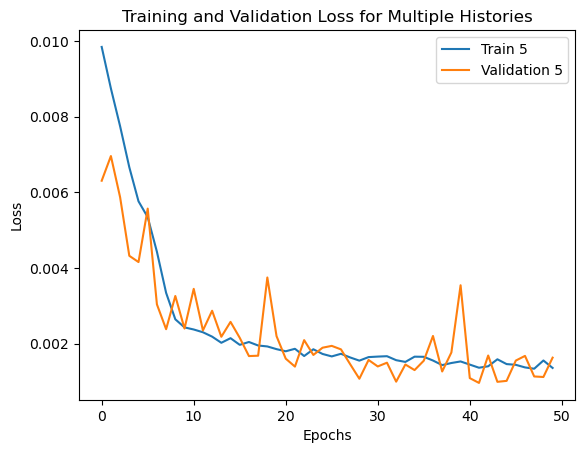 Training and Validation Loss for Multiple Histories
Train 5
Validation 5
0.010
0.008
0.006
0.004
0.002
Loss
0
10
20
30
40
50
Epochs